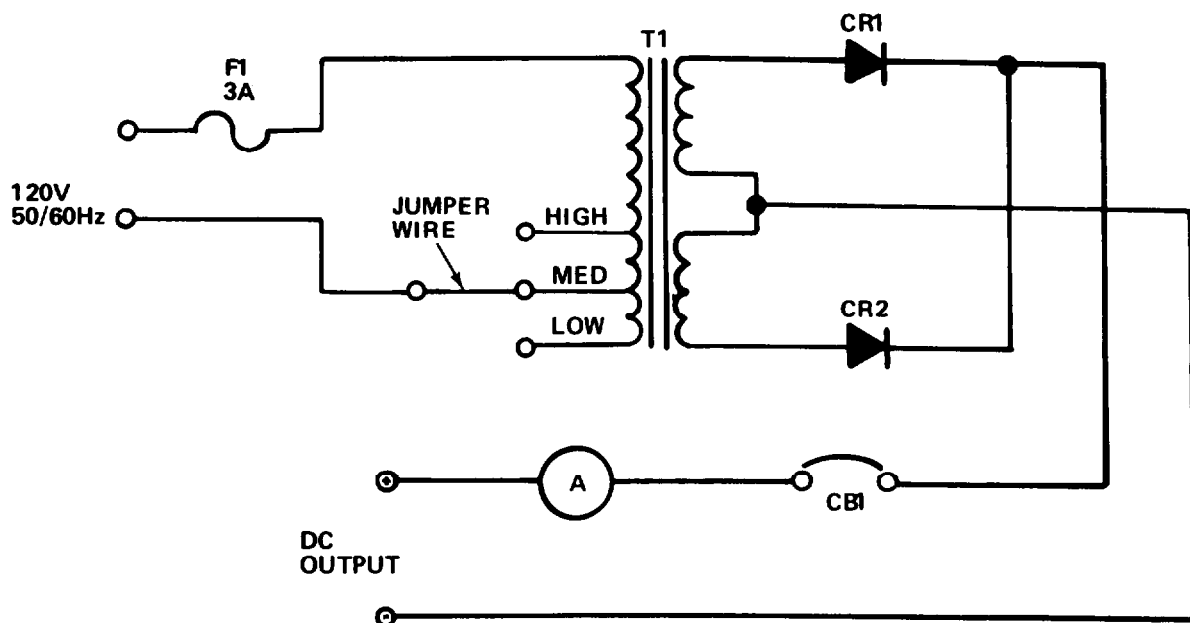 CR1
T1
F1
3A
120V
50/60Hz
JUMPER
WIRE
HIGH
MED
LOW
CR2
A
CB1
DC
OUTPUT
+
-